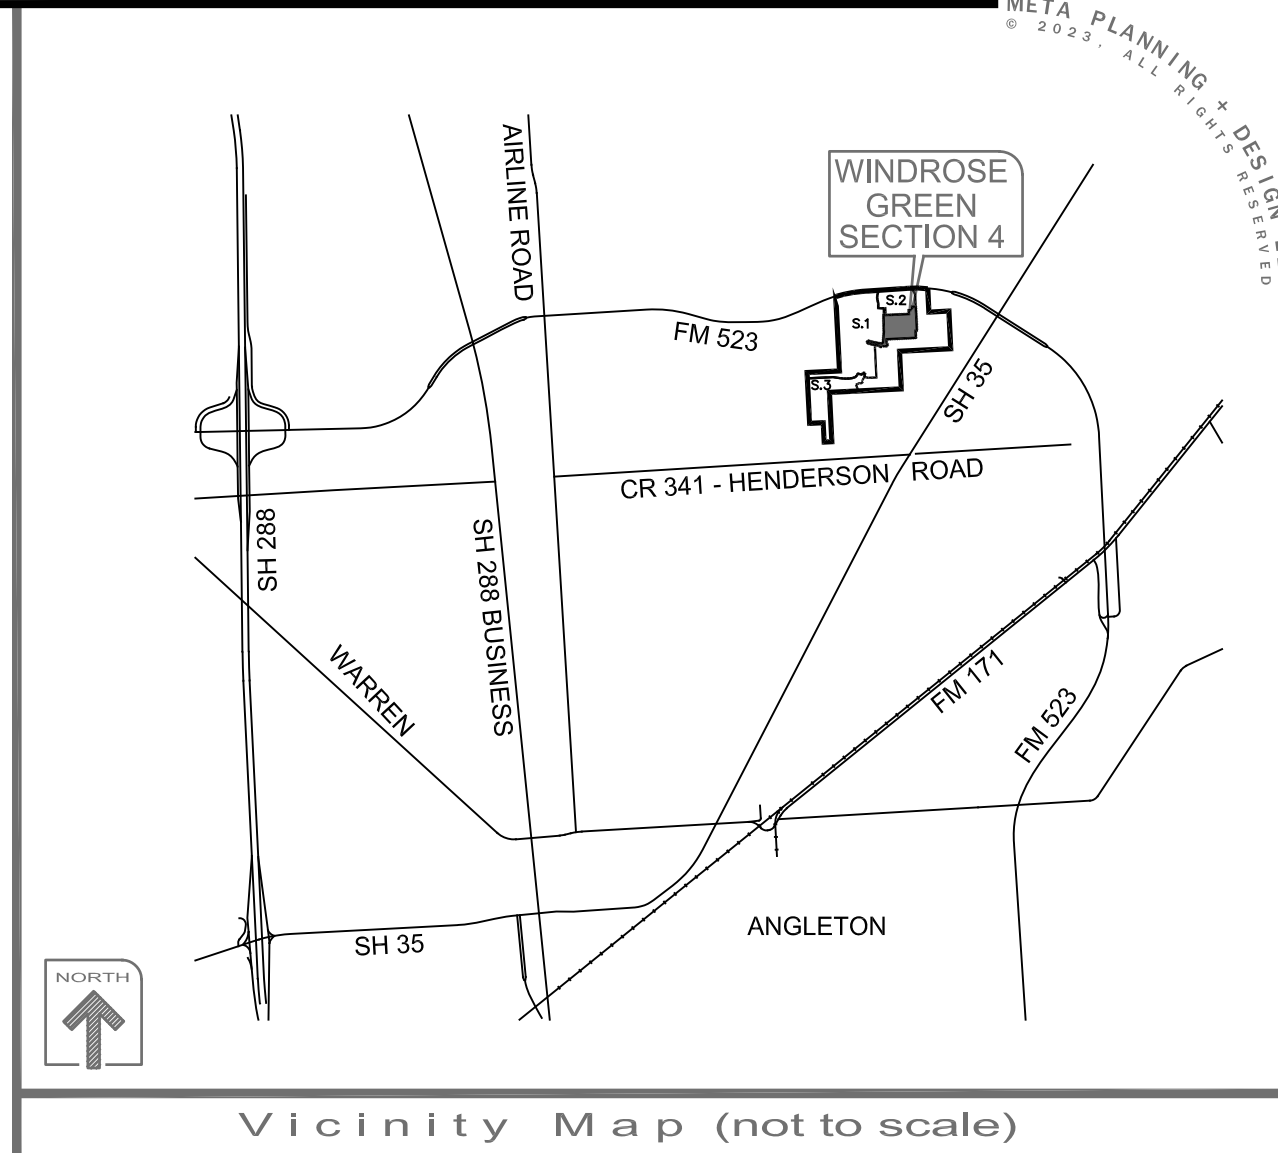 META PLANNING + DESIGN
© 2023, ALL RIGHTS RESERVED
AIRLINE ROAD
WINDROSE
GREEN
SECTION 4
S.2
S.1
S.3
FM 523
SH 35
CR 341 - HENDERSON ROAD
SH 288
SH 288 BUSINESS
WARREN
FM 171
FM 523
ANGLETON
SH 35
NORTH
Vicinity Map (not to scale)